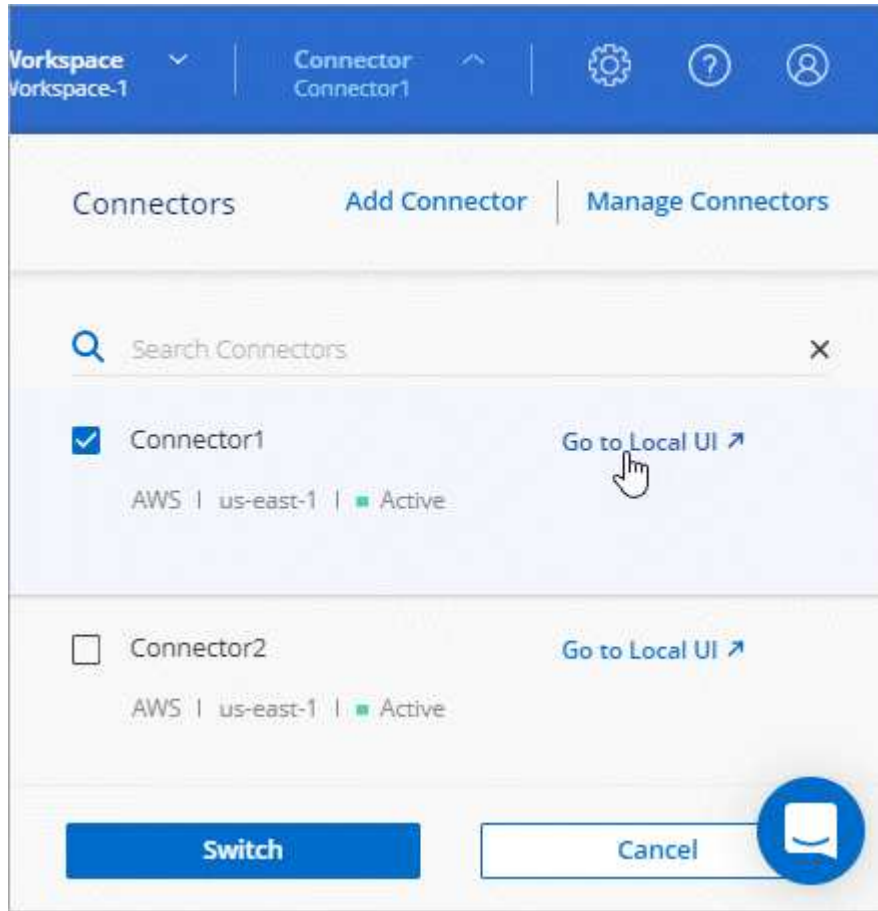 Workspace
Workspace-1
Connector
Connector1
Connectors
Add Connector
Manage Connectors
Search Connectors
Connector1
Go to Local UI
AWS | us-east-1 | Active
Connector2
Go to Local UI
AWS | us-east-1 | Active
Switch
Cancel